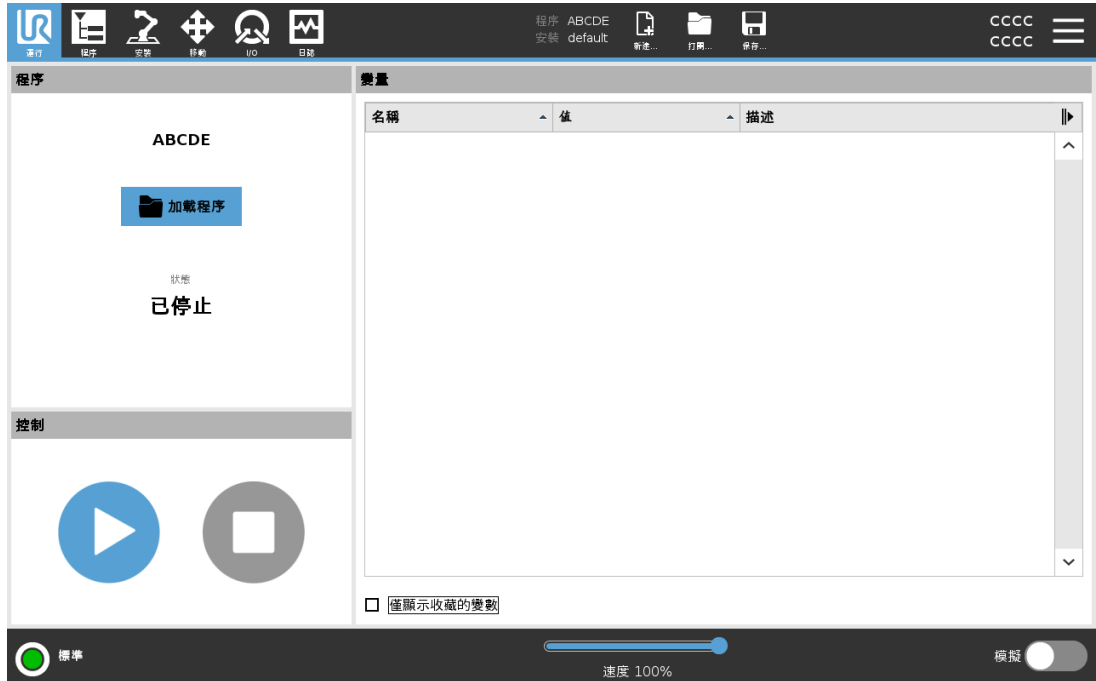 運行 程序 安裝 移動 I/O 日誌
程序 ABCDE
安裝 default
新建... 打開... 保存...
CCCC
CCCC
程序
ABCDE
加載程序
狀態
已停止
控制
變量
名稱 值 描述
僅顯示收藏的變數
標準
速度 100%
模擬